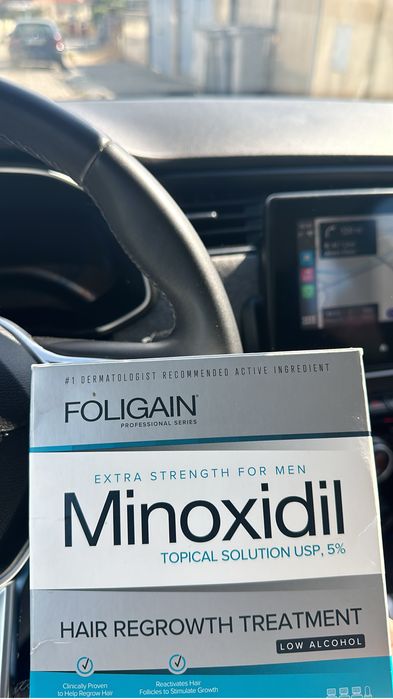 #1 DERMATOLOGIST RECOMMENDED ACTIVE INGREDIENT
FOLIGAIN®
PROFESSIONAL SERIES
EXTRA STRENGTH FOR MEN
Minoxidil
TOPICAL SOLUTION USP, 5%
HAIR REGROWTH TREATMENT
LOW ALCOHOL
Clinically Proven
to Help Regrow Hair
Reactivates Hair
Follicles to Stimulate Growth